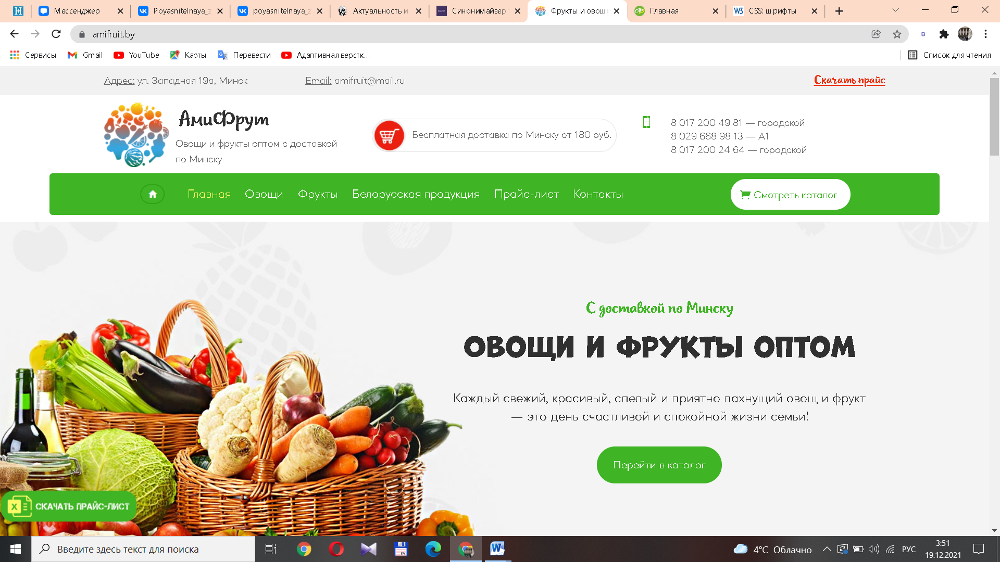 Мессенджер
Poyasnitelnaya_z
poyasnitelnaya_z
Актуальность и
Синонимайзер
Фрукты и овощ
Главная
CSS: шрифты
amifruit.by
Сервисы
Gmail
YouTube
Карты
Перевести
Адаптивная верстк...
Список для чтения
Адрес: ул. Западная 19а, Минск
Email: amifruit@mail.ru
Скачать прайс
АмиФрут
Овощи и фрукты оптом с доставкой
по Минску
Бесплатная доставка по Минску от 180 руб.
8 017 200 49 81 — городской
8 029 668 98 13 — А1
8 017 200 24 64 — городской
Главная
Овощи
Фрукты
Белорусская продукция
Прайс-лист
Контакты
Смотреть каталог
С доставкой по Минску
ОВОЩИ И ФРУКТЫ ОПТОМ
Каждый свежий, красивый, спелый и приятно пахнущий овощ и фрукт
— это день счастливой и спокойной жизни семьи!
Перейти в каталог
СКАЧАТЬ ПРАЙС-ЛИСТ
Введите здесь текст для поиска
4°C Облачно
РУС
3:51
19.12.2021